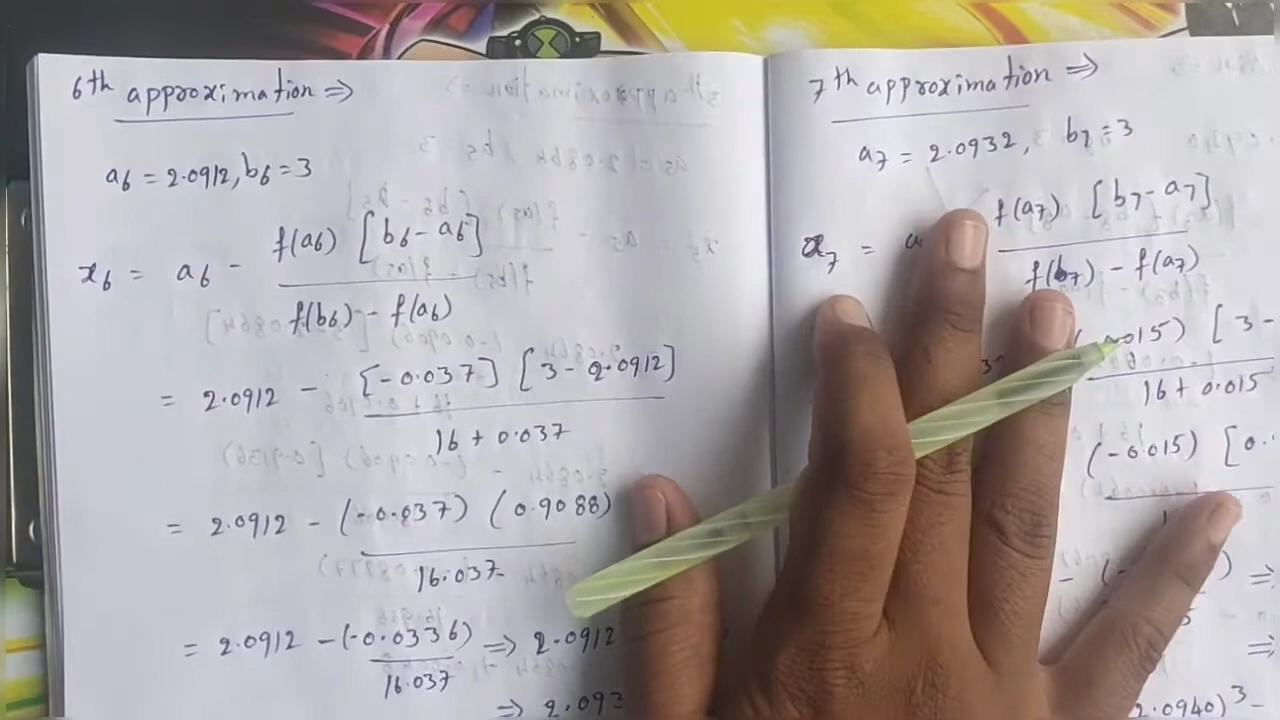 6th approximation ⇒
a6 = 2.0912, b6 = 3
x6 = a6 - f(a6) [b6 - a6]
f(b6) - f(a6)
= 2.0912 - [-0.037] [3 - 2.0912]
16 + 0.037
= 2.0912 - (-0.037) (0.9088)
16.037
= 2.0912 - (-0.0336) ⇒ 2.0912
16.037
⇒ 2.093
7th approximation ⇒
a7 = 2.0932, b7 = 3
x7 = a f(a7) [b7 - a7]
f(b7) - f(a7)
015) [3 -
16 + 0.015
(-0.015) [0.
- (- ) ⇒
⇒
2.0940)3 -